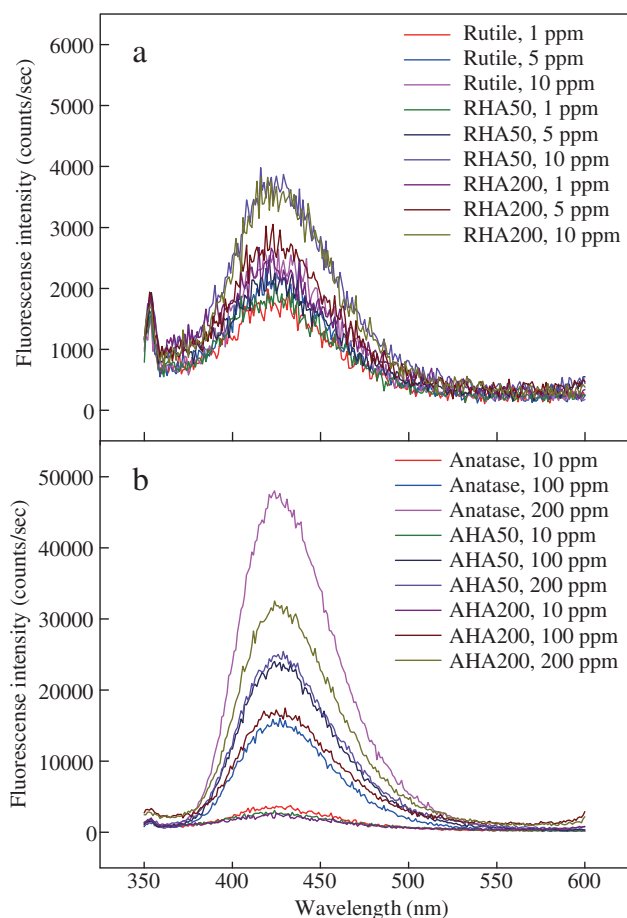 a
Fluorescense intensity (counts/sec)
6000
5000
4000
3000
2000
1000
0
Rutile, 1 ppm
Rutile, 5 ppm
Rutile, 10 ppm
RHA50, 1 ppm
RHA50, 5 ppm
RHA50, 10 ppm
RHA200, 1 ppm
RHA200, 5 ppm
RHA200, 10 ppm
b
Fluorescense intensity (counts/sec)
50000
40000
30000
20000
10000
0
Anatase, 10 ppm
Anatase, 100 ppm
Anatase, 200 ppm
AHA50, 10 ppm
AHA50, 100 ppm
AHA50, 200 ppm
AHA200, 10 ppm
AHA200, 100 ppm
AHA200, 200 ppm
350 400 450 500 550 600
Wavelength (nm)